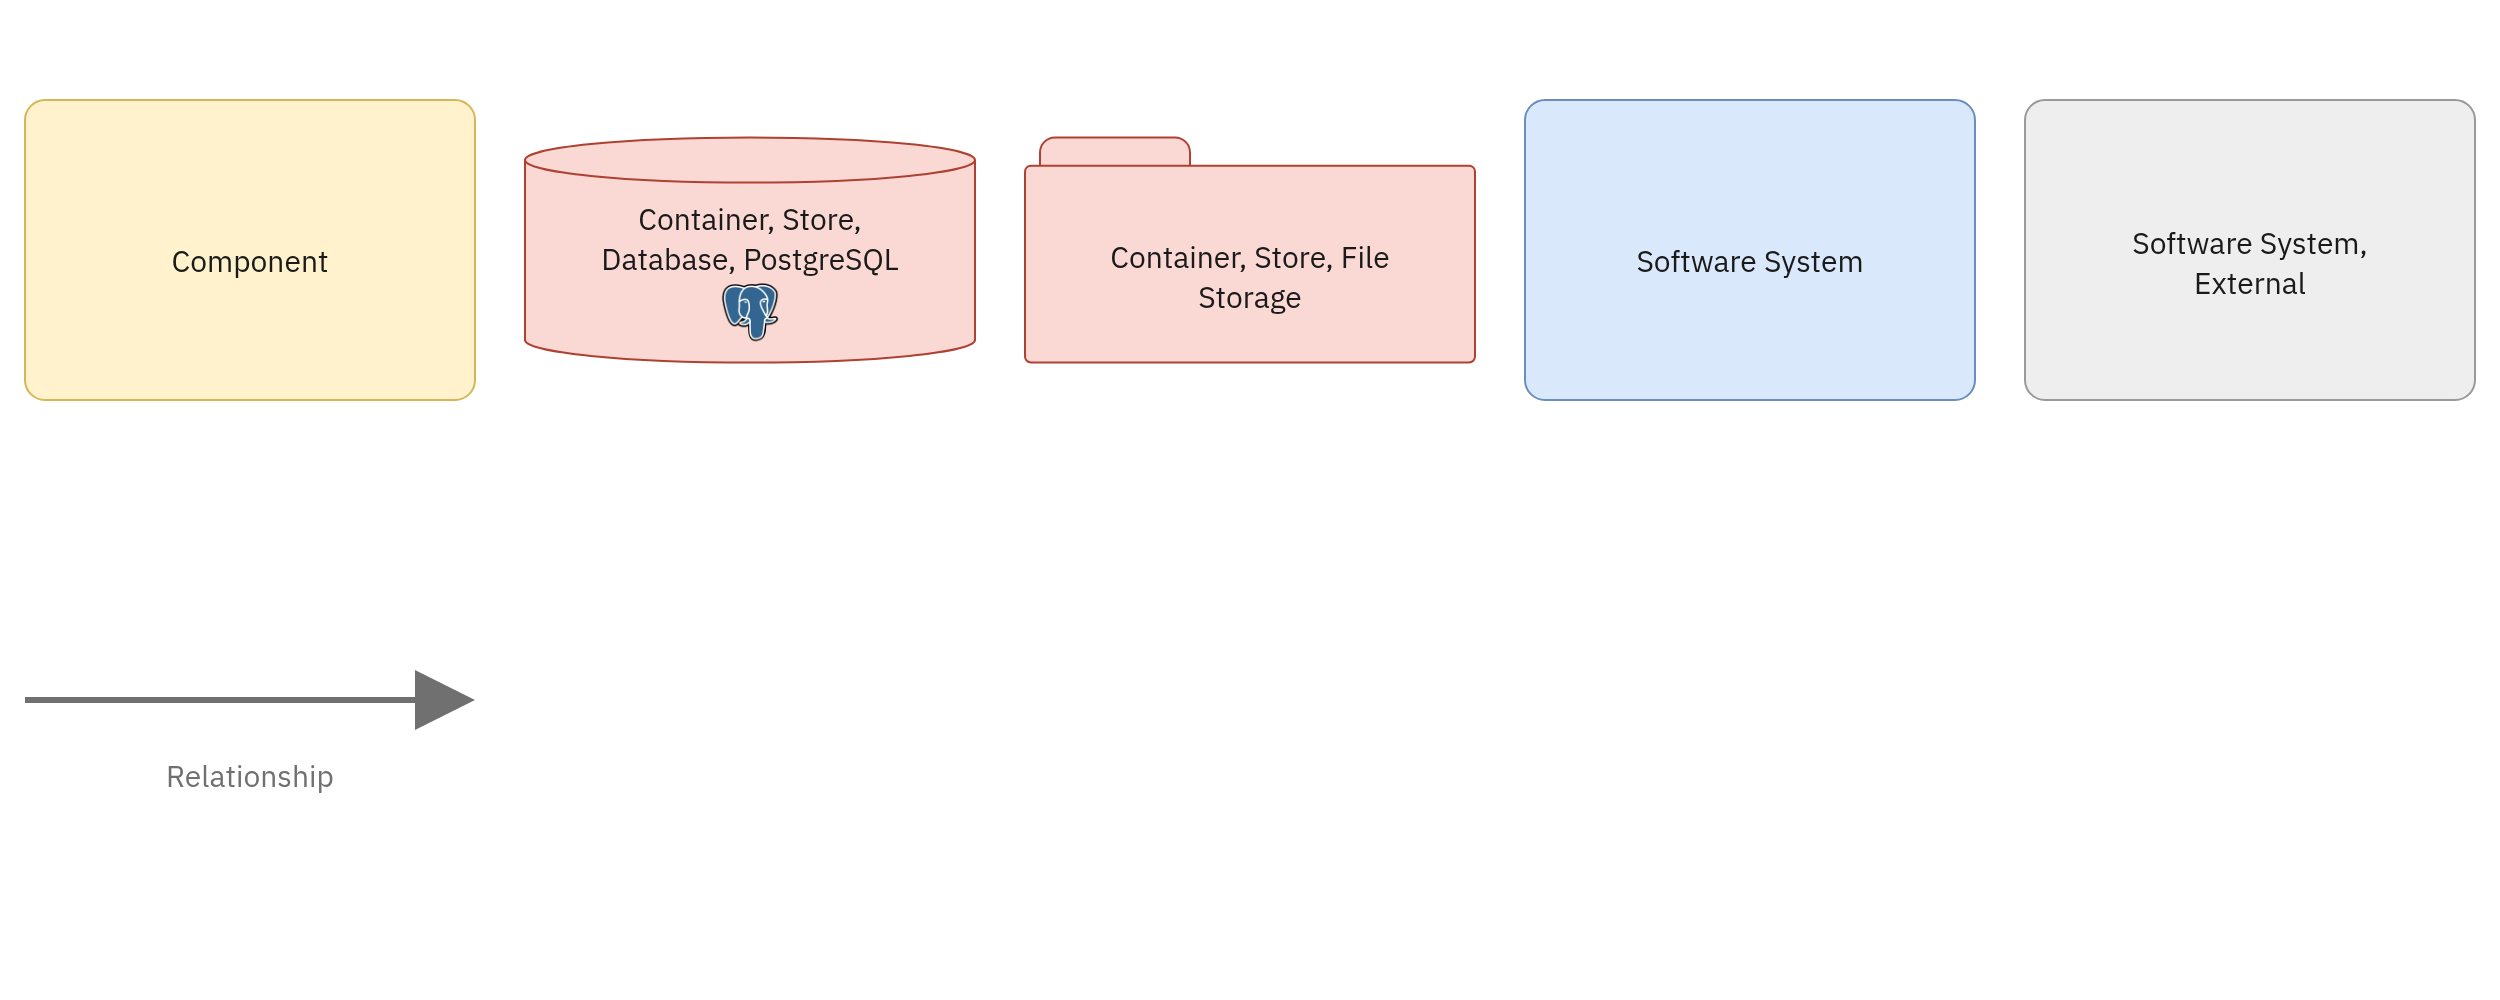 Component
Container, Store,
Database, PostgreSQL
Container, Store, File
Storage
Software System
Software System,
External
Relationship